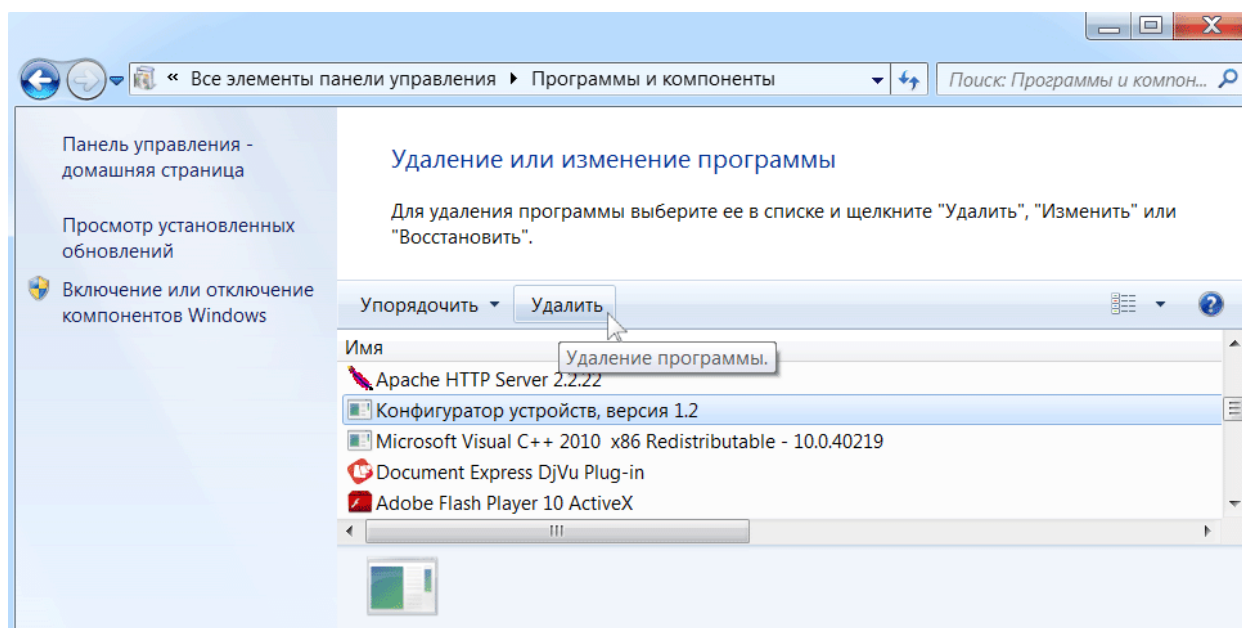 « Все элементы панели управления ▸ Программы и компоненты
Поиск: Программы и компон...
Панель управления -
домашняя страница
Просмотр установленных
обновлений
Включение или отключение
компонентов Windows
Удаление или изменение программы
Для удаления программы выберите ее в списке и щелкните "Удалить", "Изменить" или
"Восстановить".
Упорядочить
Удалить
Имя
Удаление программы.
Apache HTTP Server 2.2.22
Конфигуратор устройств, версия 1.2
Microsoft Visual C++ 2010 x86 Redistributable - 10.0.40219
Document Express DjVu Plug-in
Adobe Flash Player 10 ActiveX